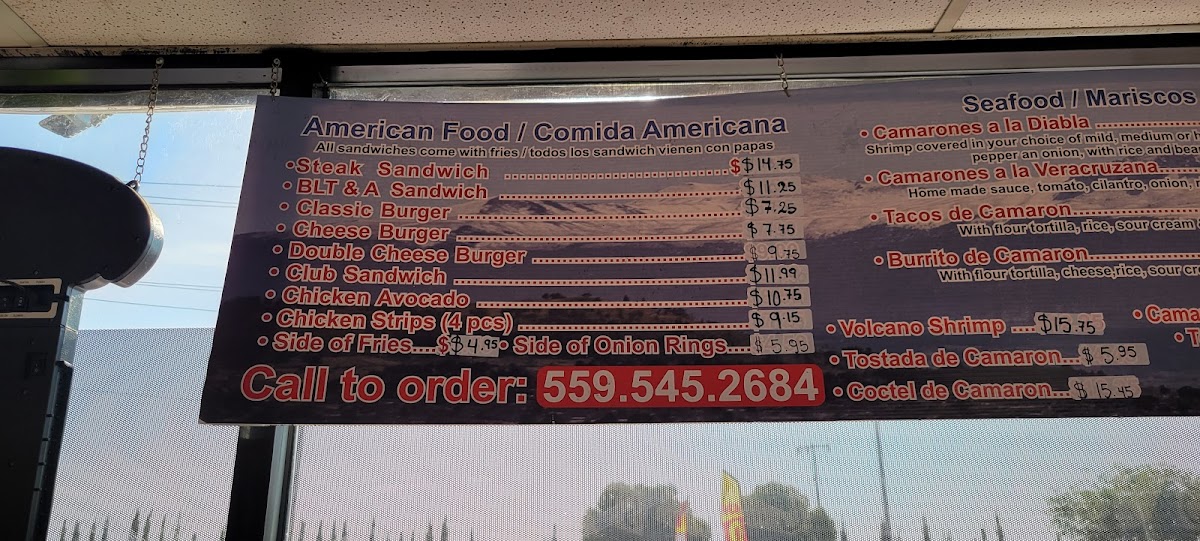 American Food / Comida Americana
All sandwiches come with fries / todos los sandwich vienen con papas
•Steak Sandwich ........ $$14.75
•BLT & A Sandwich ........ $11.25
• Classic Burger ........ $7.25
• Cheese Burger ........ $7.75
• Double Cheese Burger ........ $9.75
• Club Sandwich ........ $11.99
• Chicken Avocado ........ $10.75
• Chicken Strips (4 pcs) ........ $9.15
• Side of Fries.... $$4.95 • Side of Onion Rings.... $5.95
Call to order: 559.545.2684
Seafood / Mariscos
• Camarones a la Diabla........
Shrimp covered in your choice of mild, medium or
pepper an onion, with rice and
• Camarones a la Veracruzana........
Home made sauce, tomato, cilantro, onion,
• Tacos de Camaron........
With flour tortilla, rice, sour cream
• Burrito de Camaron........
With flour tortilla, cheese,rice, sour
• Volcano Shrimp .... $15.75
• Tostada de Camaron.... $5.95
• Coctel de Camaron.... $15.45